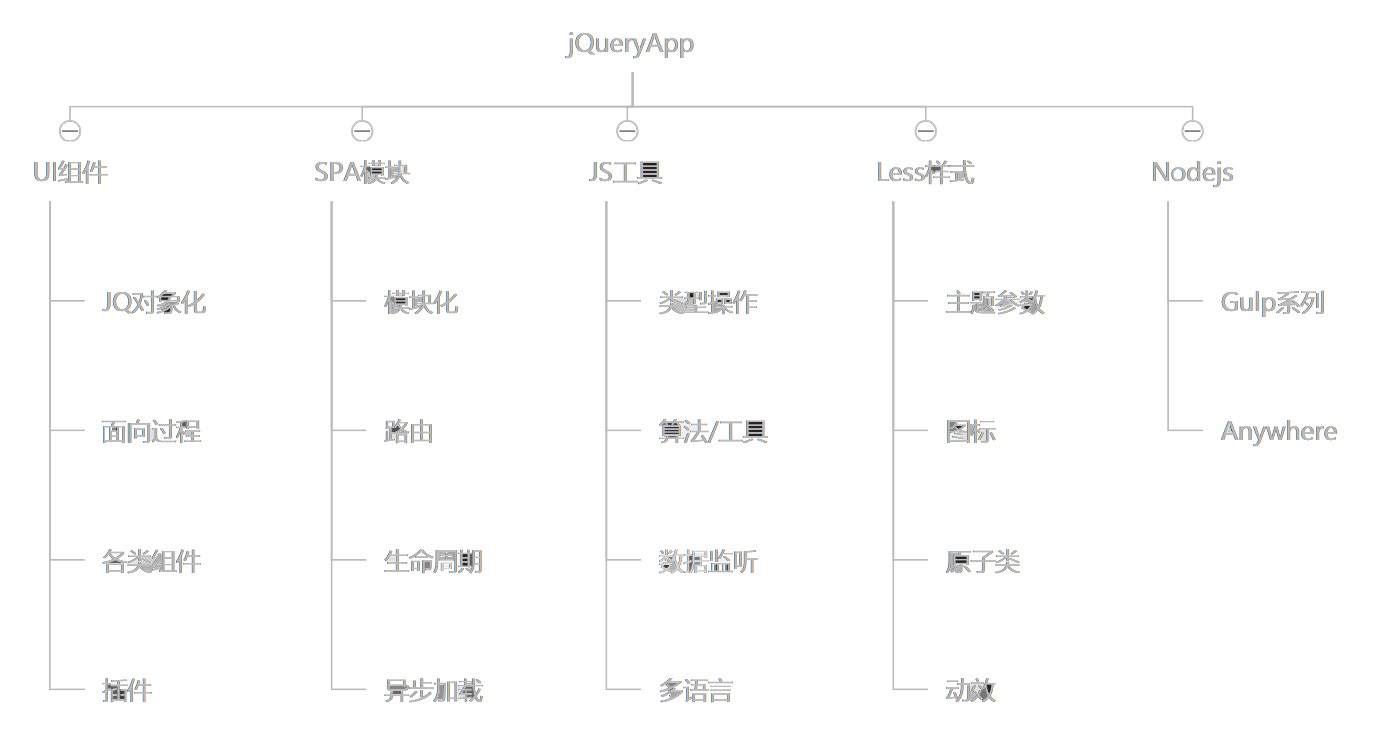 jQueryApp
UI组件
SPA模块
JS工具
Less样式
Nodejs
JQ对象化
模块化
类型操作
主题参数
Gulp系列
面向过程
路由
算法/工具
图标
Anywhere
各类组件
生命周期
数据监听
原子类
插件
异步加载
多语言
动效